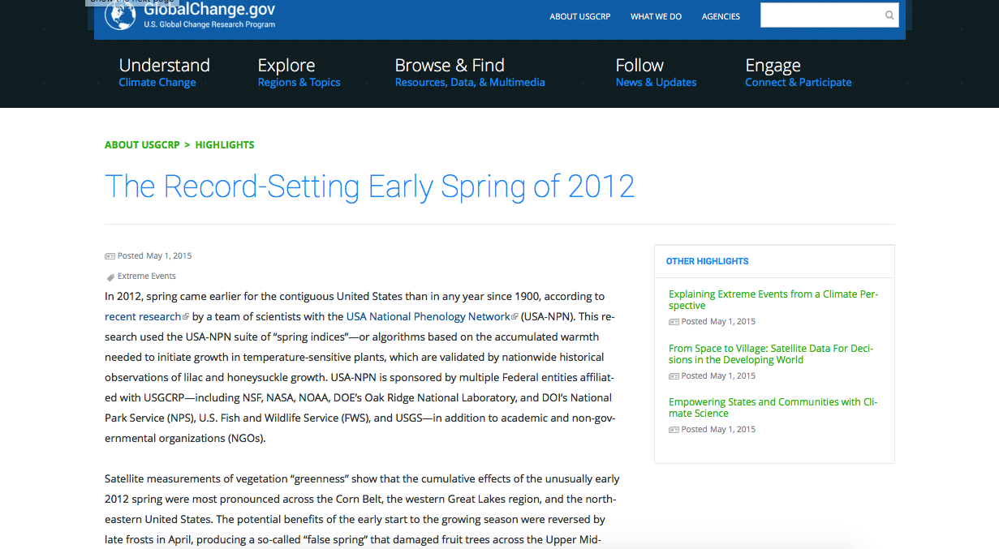 Show the next page
GlobalChange.gov
U.S. Global Change Research Program
ABOUT USGCRP
WHAT WE DO
AGENCIES
Understand
Climate Change
Explore
Regions & Topics
Browse & Find
Resources, Data, & Multimedia
Follow
News & Updates
Engage
Connect & Participate
ABOUT USGCRP > HIGHLIGHTS
The Record-Setting Early Spring of 2012
Posted May 1, 2015
Extreme Events
In 2012, spring came earlier for the contiguous United States than in any year since 1900, according to
recent research by a team of scientists with the USA National Phenology Network (USA-NPN). This re-
search used the USA-NPN suite of “spring indices”—or algorithms based on the accumulated warmth
needed to initiate growth in temperature-sensitive plants, which are validated by nationwide historical
observations of lilac and honeysuckle growth. USA-NPN is sponsored by multiple Federal entities affiliat-
ed with USGCRP—including NSF, NASA, NOAA, DOE’s Oak Ridge National Laboratory, and DOI’s National
Park Service (NPS), U.S. Fish and Wildlife Service (FWS), and USGS—in addition to academic and non-gov-
ernmental organizations (NGOs).
Satellite measurements of vegetation “greenness” show that the cumulative effects of the unusually early
2012 spring were most pronounced across the Corn Belt, the western Great Lakes region, and the north-
eastern United States. The potential benefits of the early start to the growing season were reversed by
late frosts in April, producing a so-called “false spring” that damaged fruit trees across the Upper Mid-
OTHER HIGHLIGHTS
Explaining Extreme Events from a Climate Per-
spective
Posted May 1, 2015
From Space to Village: Satellite Data For Deci-
sions in the Developing World
Posted May 1, 2015
Empowering States and Communities with Cli-
mate Science
Posted May 1, 2015